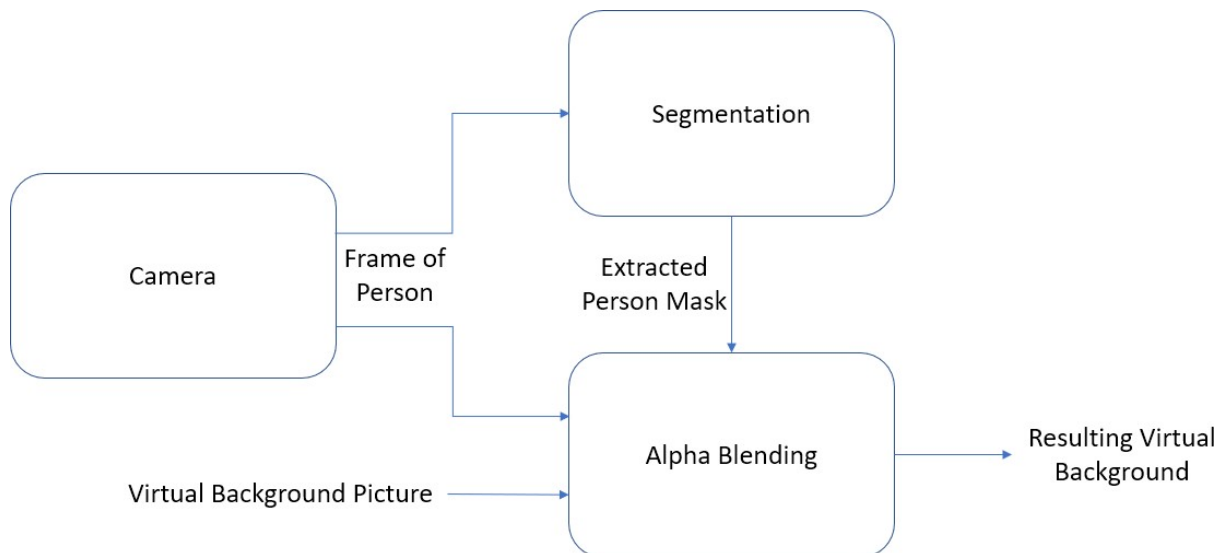 Segmentation
Camera
Frame of
Person
Extracted
Person Mask
Alpha Blending
Resulting Virtual
Background
Virtual Background Picture